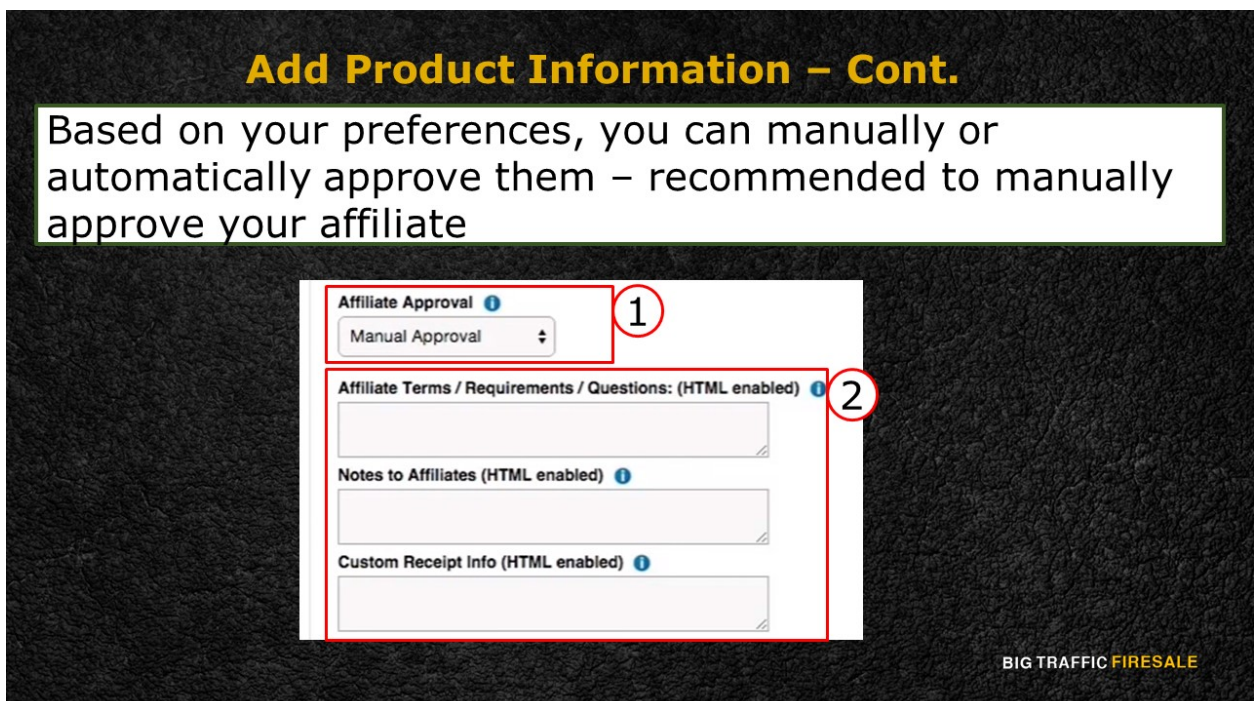 Add Product Information – Cont.
Based on your preferences, you can manually or
automatically approve them – recommended to manually
approve your affiliate
Affiliate Approval
1
Manual Approval
Affiliate Terms / Requirements / Questions: (HTML enabled)
2
Notes to Affiliates (HTML enabled)
Custom Receipt Info (HTML enabled)
BIG TRAFFIC FIRESALE